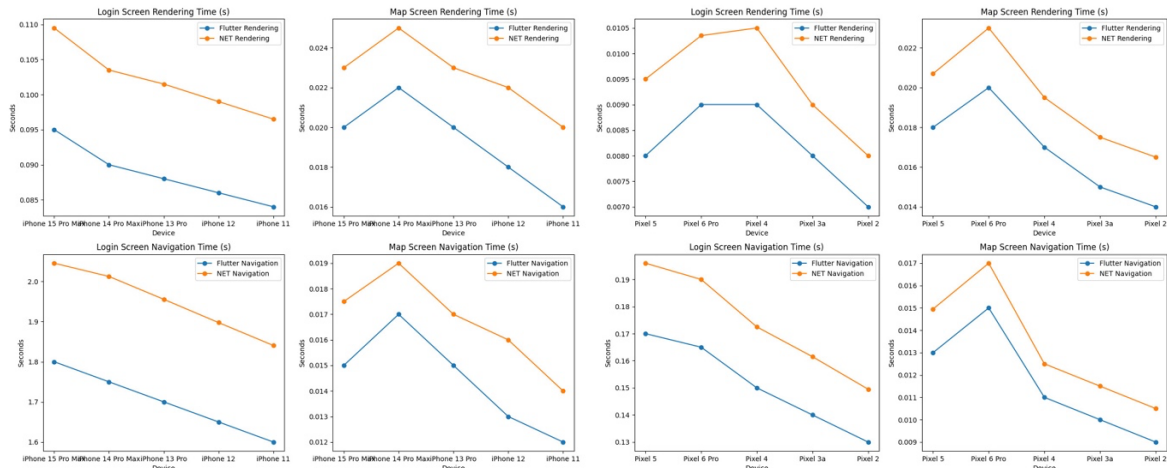 Login Screen Rendering Time (s)
Flutter Rendering
NET Rendering
0.110
0.105
0.100
0.095
0.090
0.085
Seconds
iPhone 15 Pro Max iPhone 14 Pro Max iPhone 13 Pro iPhone 12 iPhone 11
Device
Map Screen Rendering Time (s)
Flutter Rendering
NET Rendering
0.024
0.022
0.020
0.018
0.016
Seconds
iPhone 15 Pro Max iPhone 14 Pro Max iPhone 13 Pro iPhone 12 iPhone 11
Device
Login Screen Rendering Time (s)
Flutter Rendering
NET Rendering
0.0105
0.0100
0.0095
0.0090
0.0085
0.0080
0.0075
0.0070
Seconds
Pixel 5 Pixel 6 Pro Pixel 4 Pixel 3a Pixel 2
Device
Map Screen Rendering Time (s)
Flutter Rendering
NET Rendering
0.022
0.020
0.018
0.016
0.014
Seconds
Pixel 5 Pixel 6 Pro Pixel 4 Pixel 3a Pixel 2
Device
Login Screen Navigation Time (s)
Flutter Navigation
NET Navigation
2.0
1.9
1.8
1.7
1.6
Seconds
iPhone 15 Pro Max iPhone 14 Pro Max iPhone 13 Pro iPhone 12 iPhone 11
Device
Map Screen Navigation Time (s)
Flutter Navigation
NET Navigation
0.019
0.018
0.017
0.016
0.015
0.014
0.013
0.012
Seconds
iPhone 15 Pro Max iPhone 14 Pro Max iPhone 13 Pro iPhone 12 iPhone 11
Device
Login Screen Navigation Time (s)
Flutter Navigation
NET Navigation
0.19
0.18
0.17
0.16
0.15
0.14
0.13
Seconds
Pixel 5 Pixel 6 Pro Pixel 4 Pixel 3a Pixel 2
Device
Map Screen Navigation Time (s)
Flutter Navigation
NET Navigation
0.017
0.016
0.015
0.014
0.013
0.012
0.011
0.010
0.009
Seconds
Pixel 5 Pixel 6 Pro Pixel 4 Pixel 3a Pixel 2
Device